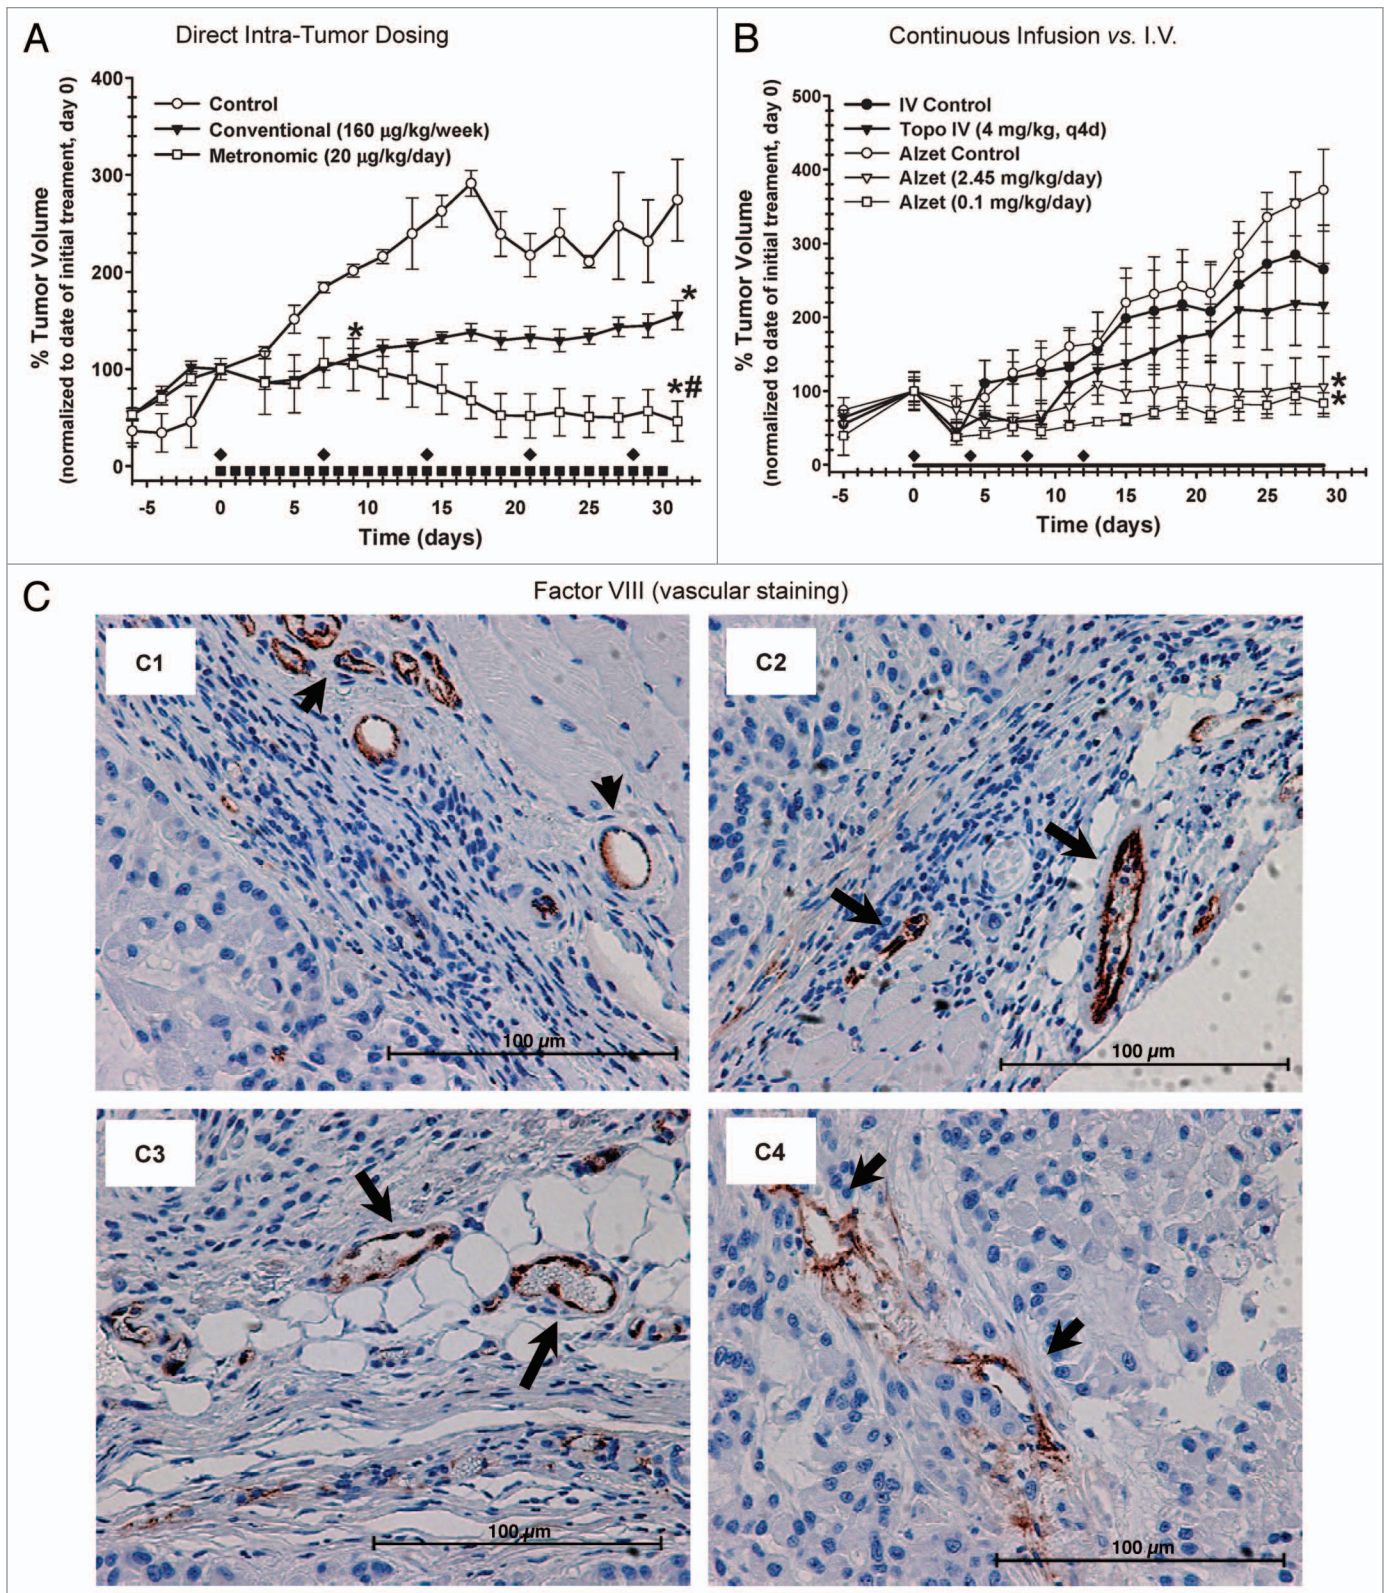 A
Direct Intra-Tumor Dosing
% Tumor Volume
(normalized to date of initial treament, day 0)
400
300
200
100
0
Control
Conventional (160 µg/kg/week)
Metronomic (20 µg/kg/day)
*
*
*#
-5 0 5 10 15 20 25 30
Time (days)
B
Continuous Infusion vs. I.V.
% Tumor Volume
(normalized to date of initial treament, day 0)
500
400
300
200
100
0
IV Control
Topo IV (4 mg/kg, q4d)
Alzet Control
Alzet (2.45 mg/kg/day)
Alzet (0.1 mg/kg/day)
*
*
-5 0 5 10 15 20 25 30
Time (days)
C
Factor VIII (vascular staining)
C1
100 µm
C2
100 µm
C3
100 µm
C4
100 µm